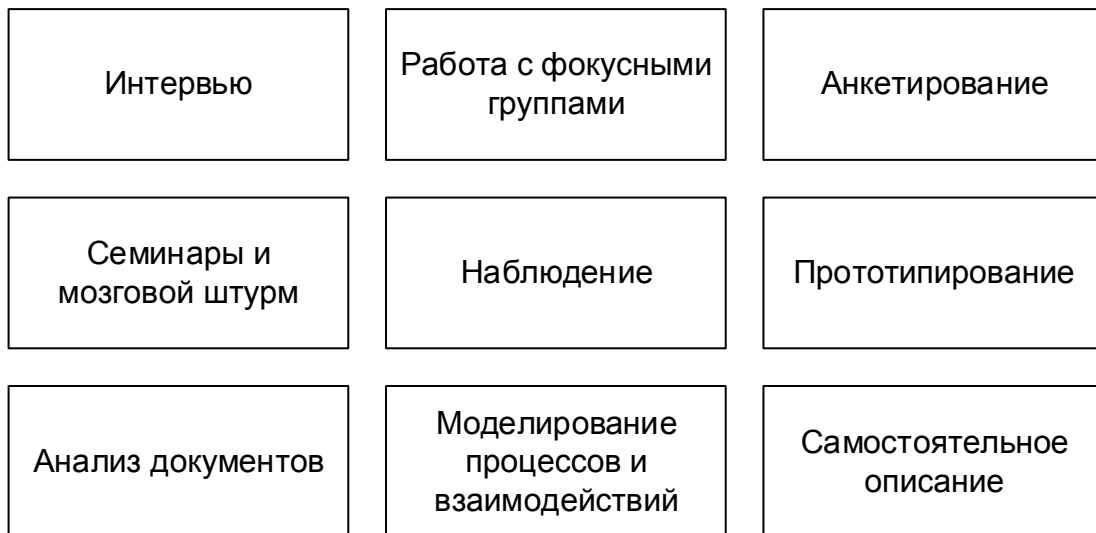 Интервью
Работа с фокусными
группами
Анкетирование
Семинары и
мозговой штурм
Наблюдение
Прототипирование
Анализ документов
Моделирование
процессов и
взаимодействий
Самостоятельное
описание